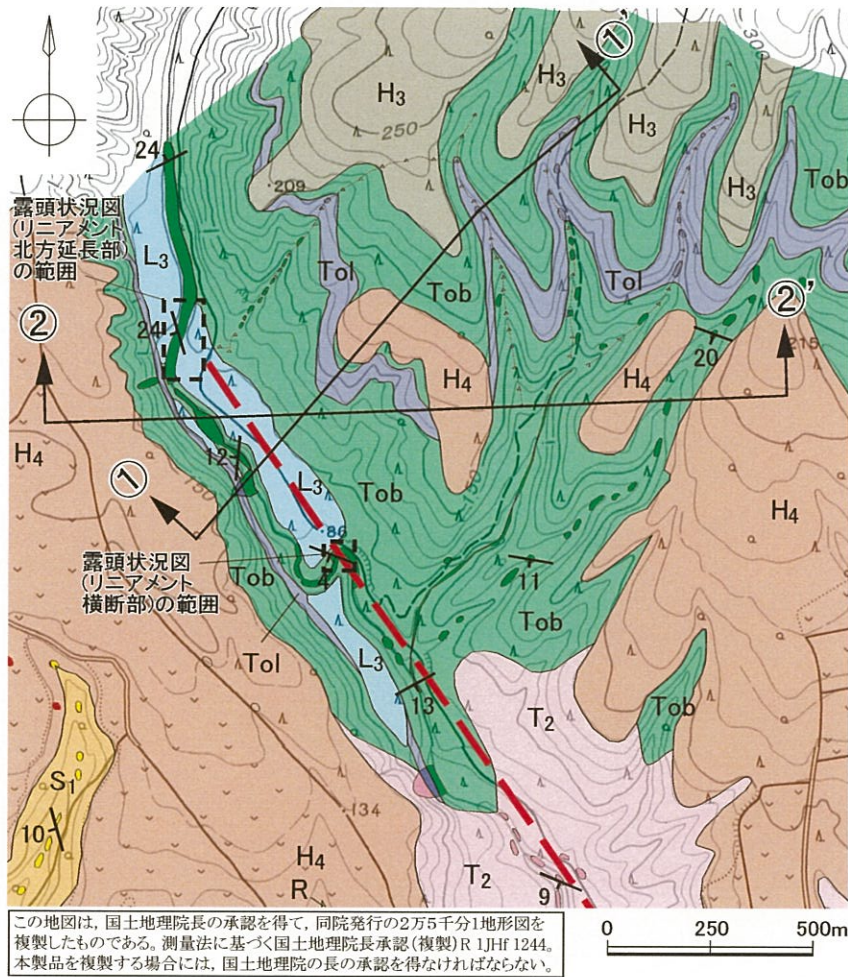 ①'
H3
H3
300
250
H3
24
209
H3
Tob
露頭状況図
(リニアメント
北方延長部)
の範囲
L3
Tol
Tob
Tol
②
②'
24
H4
H4
20
215
H4
12
L3
Tob
150
H4
①
150
86
露頭状況図
(リニアメント
横断部)の範囲
4
11
Tob
Tob
Tol
L3
13
T2
Tob
S1
134
10
H4
R
T2
9
この地図は,国土地理院長の承認を得て,同院発行の2万5千分1地形図を
複製したものである。測量法に基づく国土地理院長承認(複製)R 1JHf 1244。
本製品を複製する場合には,国土地理院の長の承認を得なければならない。
0 250 500m